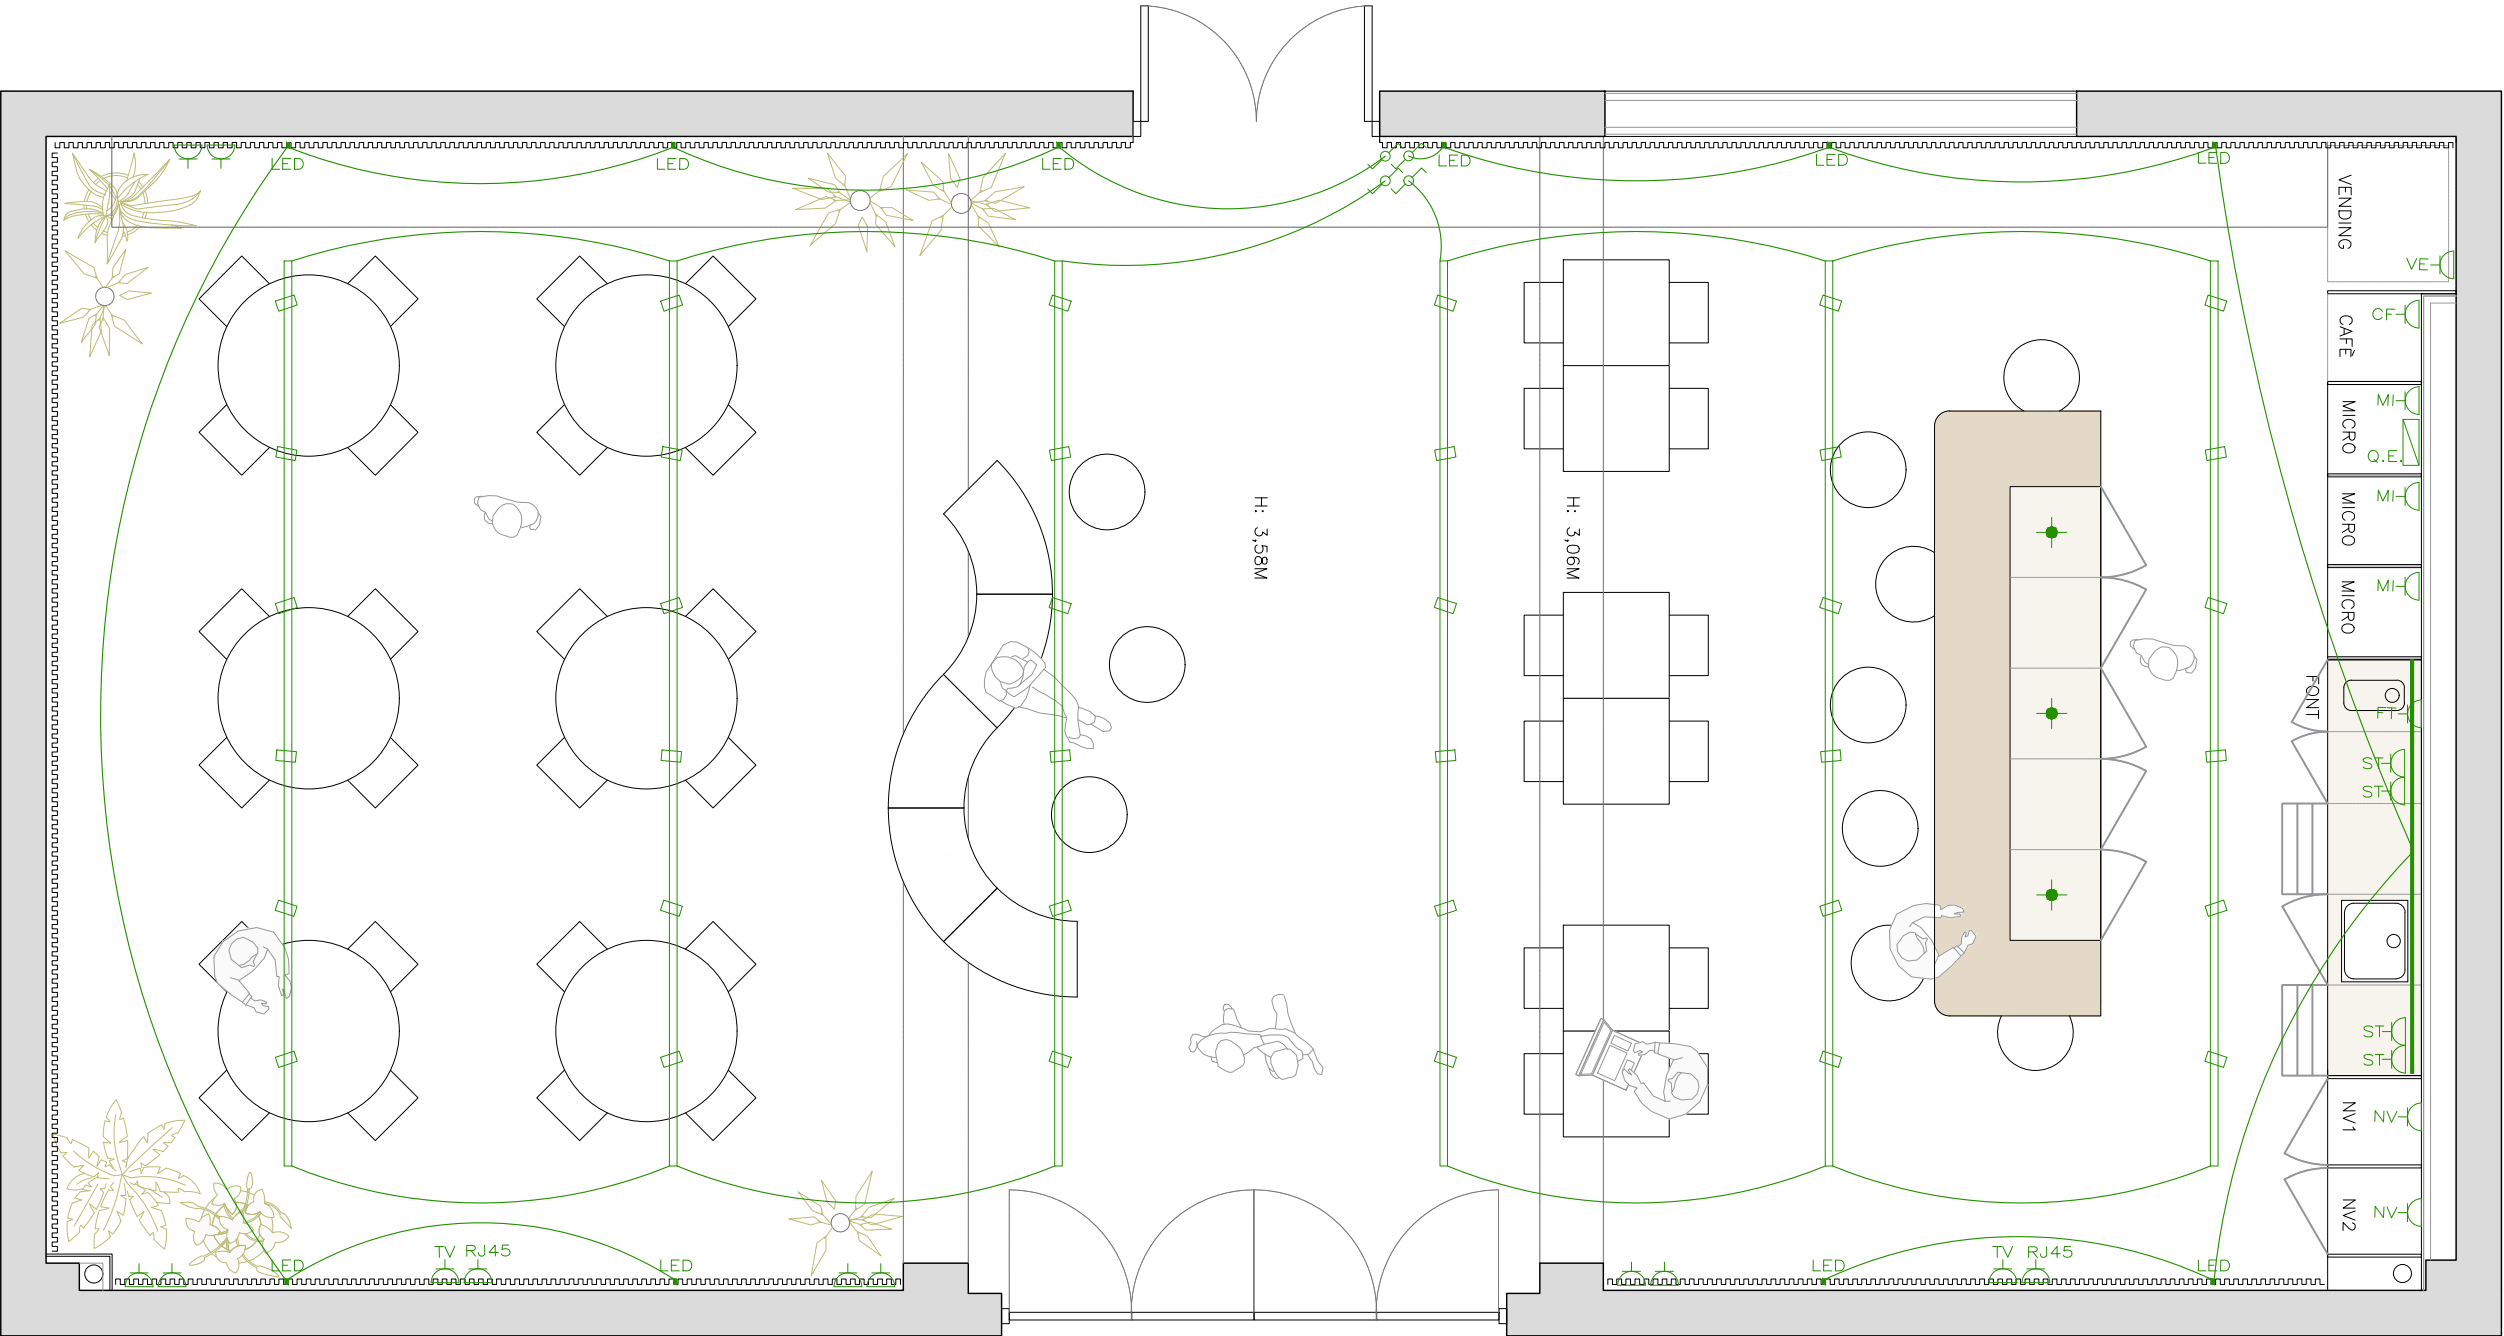 LED
LED
LED
LED
LED
LED
VENDING
VE
CAFÈ
CF
MICRO
MI
Q.E.
MICRO
MI
MICRO
MI
H: 3,58M
H: 3,06M
FONT
FT
ST
ST
ST
ST
NV1
NV
NV2
NV
LED
TV RJ45
LED
LED
TV RJ45
LED